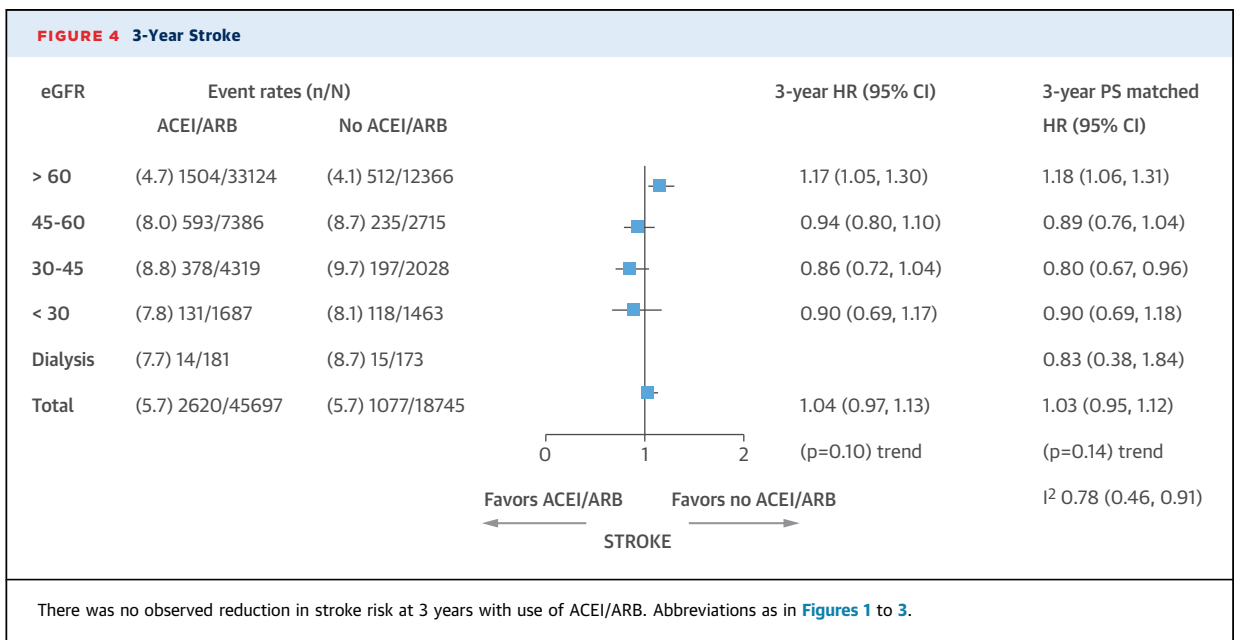 FIGURE 4 3-Year Stroke
eGFR Event rates (n/N) 3-year HR (95% CI) 3-year PS matched
ACEI/ARB No ACEI/ARB HR (95% CI)
> 60 (4.7) 1504/33124 (4.1) 512/12366 1.17 (1.05, 1.30) 1.18 (1.06, 1.31)
45-60 (8.0) 593/7386 (8.7) 235/2715 0.94 (0.80, 1.10) 0.89 (0.76, 1.04)
30-45 (8.8) 378/4319 (9.7) 197/2028 0.86 (0.72, 1.04) 0.80 (0.67, 0.96)
< 30 (7.8) 131/1687 (8.1) 118/1463 0.90 (0.69, 1.17) 0.90 (0.69, 1.18)
Dialysis (7.7) 14/181 (8.7) 15/173 0.83 (0.38, 1.84)
Total (5.7) 2620/45697 (5.7) 1077/18745 1.04 (0.97, 1.13) 1.03 (0.95, 1.12)
0 1 2 (p=0.10) trend (p=0.14) trend
Favors ACEI/ARB Favors no ACEI/ARB I² 0.78 (0.46, 0.91)
STROKE
There was no observed reduction in stroke risk at 3 years with use of ACEI/ARB. Abbreviations as in Figures 1 to 3.